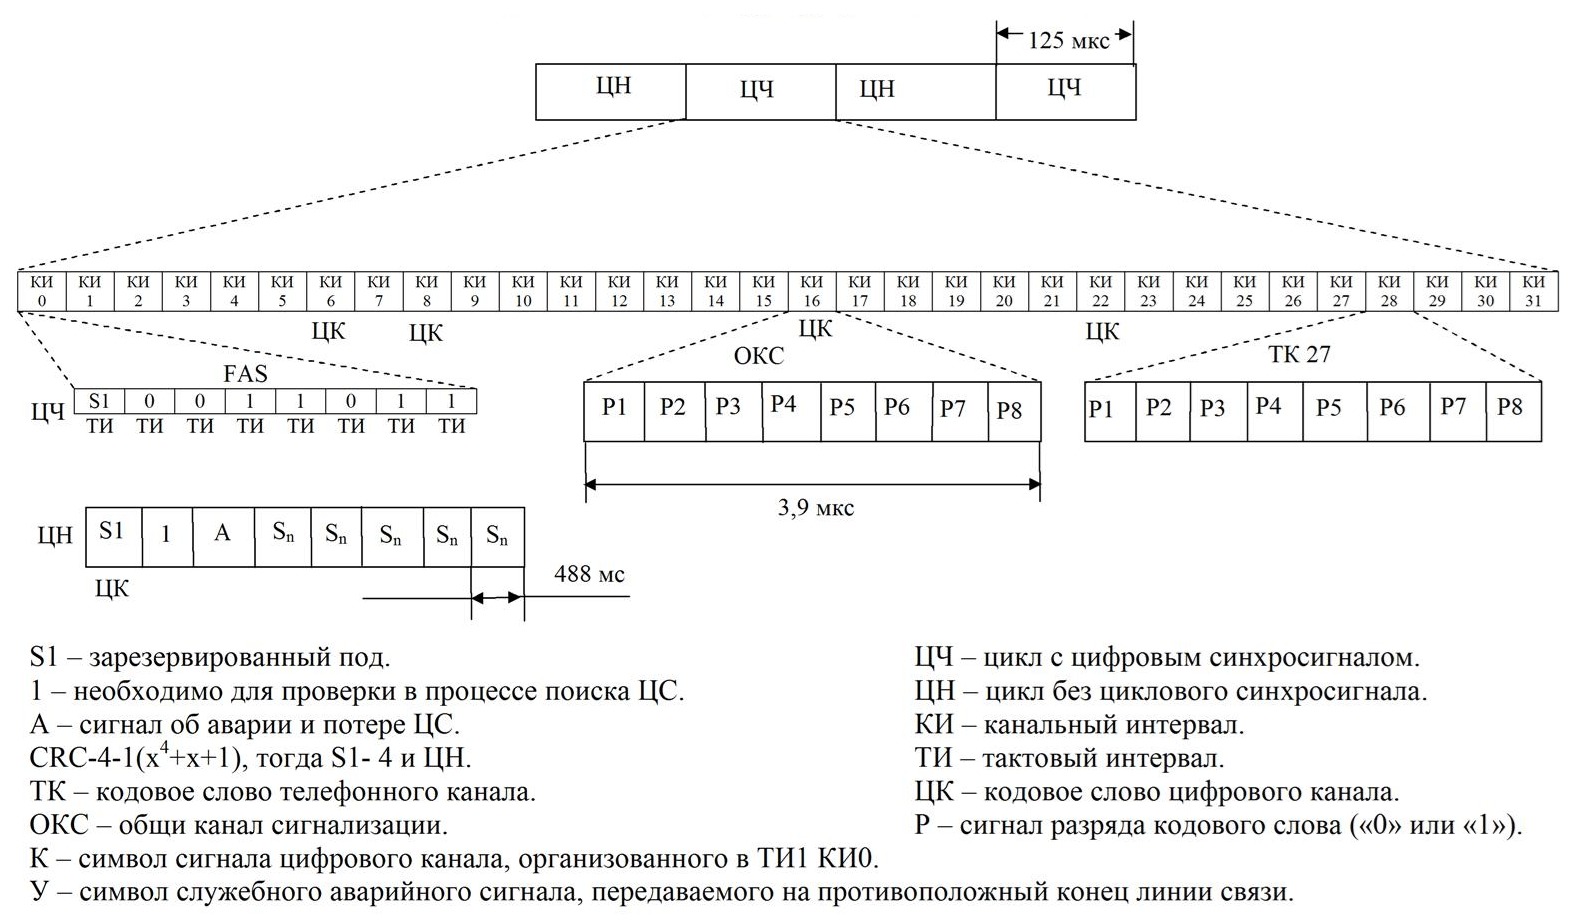 125 мкс
ЦН ЦЧ ЦН ЦЧ
КИ КИ КИ КИ КИ КИ КИ КИ КИ КИ КИ КИ КИ КИ КИ КИ КИ КИ КИ КИ КИ КИ КИ КИ КИ КИ КИ КИ КИ КИ КИ КИ
0 1 2 3 4 5 6 7 8 9 10 11 12 13 14 15 16 17 18 19 20 21 22 23 24 25 26 27 28 29 30 31
ЦК ЦК ЦК ЦК
ОКС ТК 27
FAS
ЦЧ S1 0 0 1 1 0 1 1
ТИ ТИ ТИ ТИ ТИ ТИ ТИ ТИ
P1 P2 P3 P4 P5 P6 P7 P8
P1 P2 P3 P4 P5 P6 P7 P8
3,9 мкс
ЦН S1 1 A Sn Sn Sn Sn Sn
ЦК
488 мс
S1 – зарезервированный под.
1 – необходимо для проверки в процессе поиска ЦС.
А – сигнал об аварии и потере ЦС.
CRC-4-1(x⁴+x+1), тогда S1- 4 и ЦН.
ТК – кодовое слово телефонного канала.
ОКС – общи канал сигнализации.
К – символ сигнала цифрового канала, организованного в ТИ1 КИ0.
У – символ служебного аварийного сигнала, передаваемого на противоположный конец линии связи.
ЦЧ – цикл с цифровым синхросигналом.
ЦН – цикл без циклового синхросигнала.
КИ – канальный интервал.
ТИ – тактовый интервал.
ЦК – кодовое слово цифрового канала.
Р – сигнал разряда кодового слова («0» или «1»).